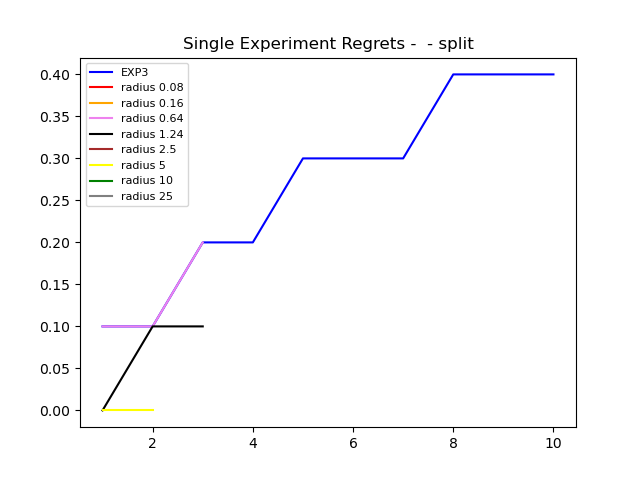 Single Experiment Regrets -  - split
0.40
0.35
0.30
0.25
0.20
0.15
0.10
0.05
0.00
EXP3
radius 0.08
radius 0.16
radius 0.64
radius 1.24
radius 2.5
radius 5
radius 10
radius 25
2
4
6
8
10